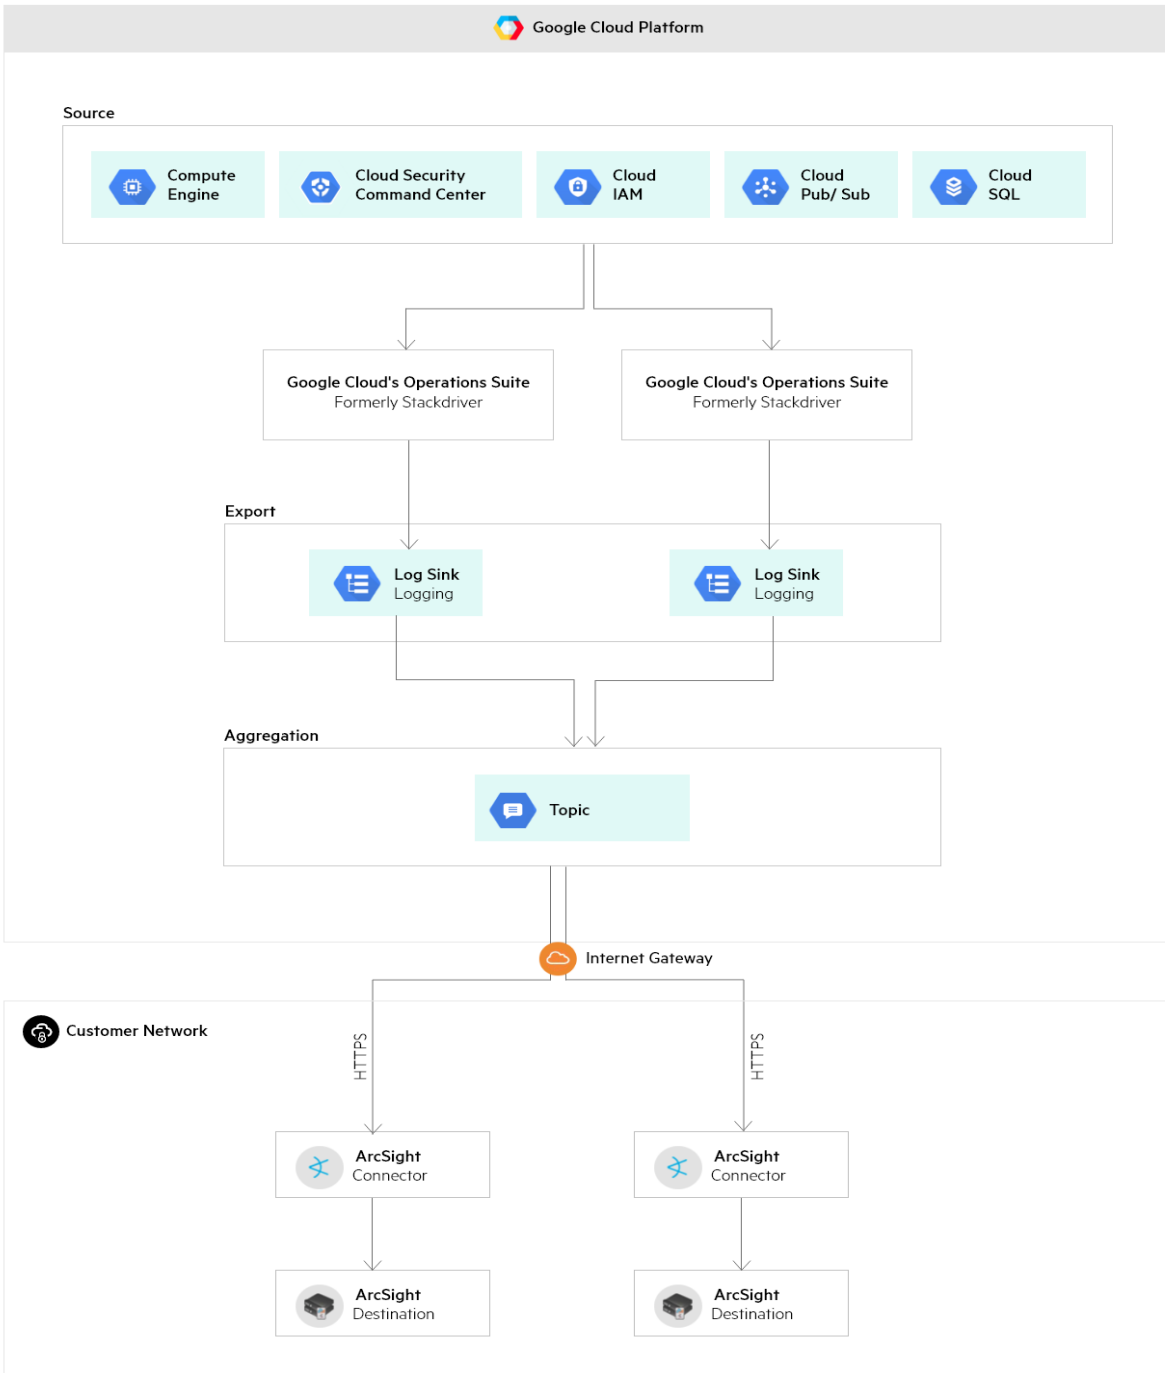 Google Cloud Platform
Source
Compute
Engine
Cloud Security
Command Center
Cloud
IAM
Cloud
Pub/ Sub
Cloud
SQL
Google Cloud's Operations Suite
Formerly Stackdriver
Google Cloud's Operations Suite
Formerly Stackdriver
Export
Log Sink
Logging
Log Sink
Logging
Aggregation
Topic
Internet Gateway
Customer Network
HTTPS
HTTPS
ArcSight
Connector
ArcSight
Connector
ArcSight
Destination
ArcSight
Destination